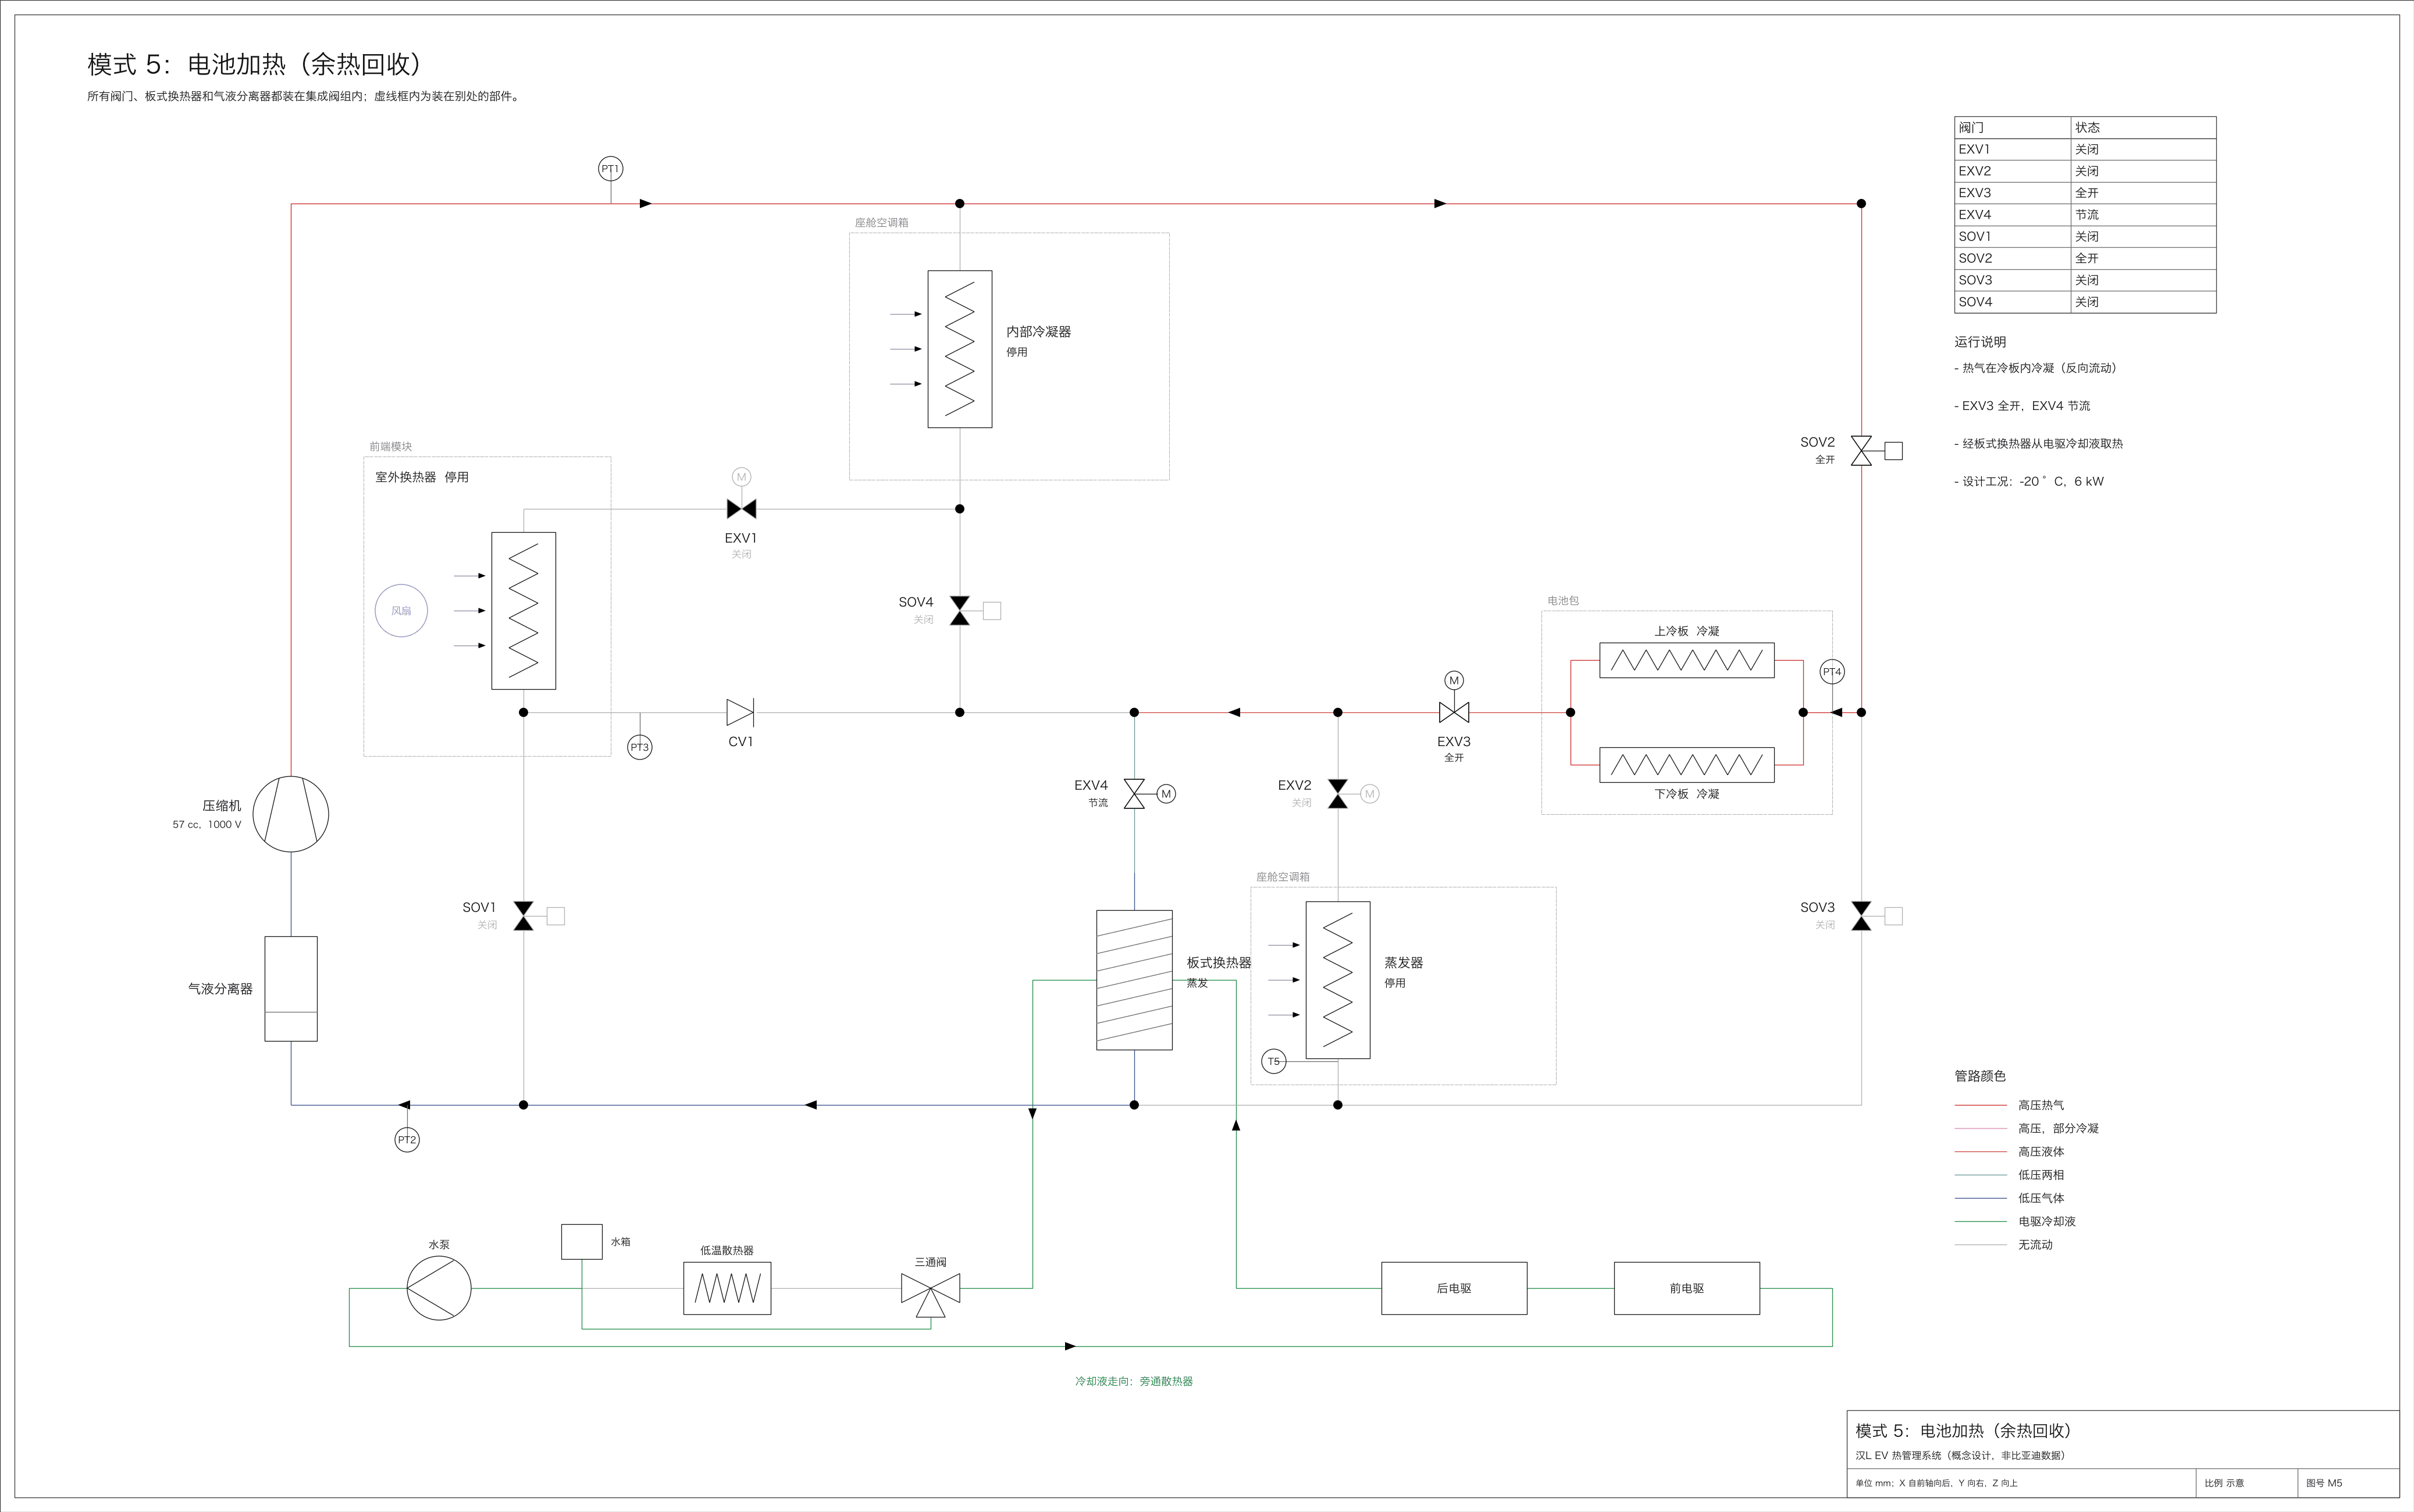 模式 5：电池加热（余热回收）
所有阀门、板式换热器和气液分离器都装在集成阀组内；虚线框内为装在别处的部件。
阀门 状态
EXV1 关闭
EXV2 关闭
EXV3 全开
EXV4 节流
SOV1 关闭
SOV2 全开
SOV3 关闭
SOV4 关闭
运行说明
- 热气在冷板内冷凝（反向流动）
- EXV3 全开，EXV4 节流
- 经板式换热器从电驱冷却液取热
- 设计工况：-20 ° C，6 kW
PT1
座舱空调箱
内部冷凝器
停用
前端模块
室外换热器 停用
风扇
M
EXV1
关闭
SOV4
关闭
SOV2
全开
电池包
上冷板 冷凝
PT4
下冷板 冷凝
M
EXV3
全开
PT3
CV1
EXV4
节流
M
EXV2
关闭
M
压缩机
57 cc，1000 V
气液分离器
SOV1
关闭
板式换热器
蒸发
座舱空调箱
蒸发器
停用
T5
SOV3
关闭
PT2
水泵
水箱
低温散热器
三通阀
后电驱
前电驱
冷却液走向：旁通散热器
管路颜色
高压热气
高压，部分冷凝
高压液体
低压两相
低压气体
电驱冷却液
无流动
模式 5：电池加热（余热回收）
汉L EV 热管理系统（概念设计，非比亚迪数据）
单位 mm；X 自前轴向后，Y 向右，Z 向上
比例 示意
图号 M5